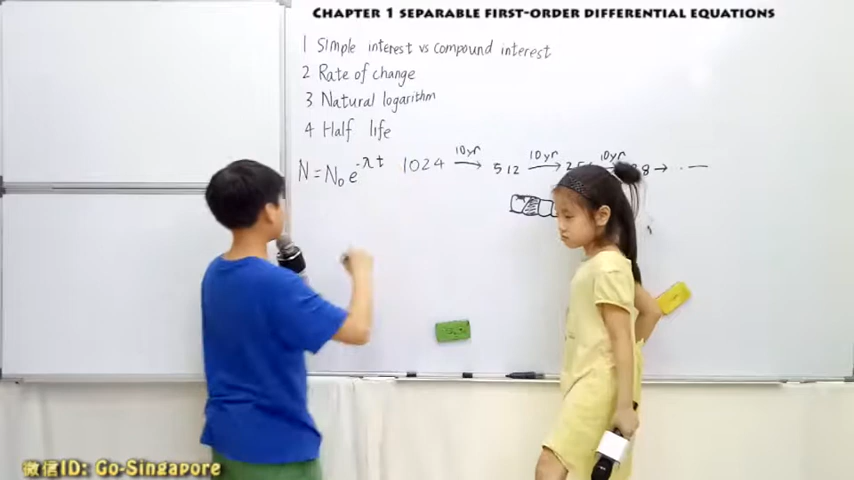 CHAPTER 1 SEPARABLE FIRST-ORDER DIFFERENTIAL EQUATIONS
1 Simple interest vs compound interest
2 Rate of change
3 Natural logarithm
4 Half life
N = N₀ e^-λt 1024 10yr → 512 10yr → 10yr 8 → . —
微信ID: Go-Singapore